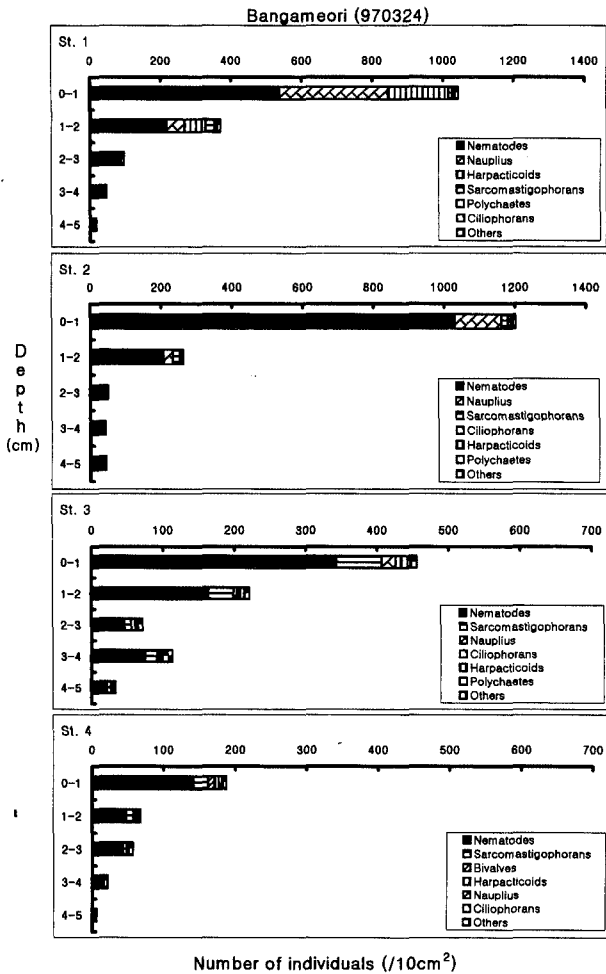 Bangameori (970324)
St. 1
0 200 400 600 800 1000 1200 1400
0-1
1-2
2-3
3-4
4-5
Nematodes
Nauplius
Harpacticoids
Sarcomastigophorans
Polychaetes
Ciliophorans
Others
St. 2
0 200 400 600 800 1000 1200 1400
0-1
1-2
2-3
3-4
4-5
Nematodes
Nauplius
Sarcomastigophorans
Ciliophorans
Harpacticoids
Polychaetes
Others
Depth
(cm)
St. 3
0 100 200 300 400 500 600 700
0-1
1-2
2-3
3-4
4-5
Nematodes
Sarcomastigophorans
Nauplius
Ciliophorans
Harpacticoids
Polychaetes
Others
St. 4
0 100 200 300 400 500 600 700
0-1
1-2
2-3
3-4
4-5
Nematodes
Sarcomastigophorans
Bivalves
Harpacticoids
Nauplius
Ciliophorans
Others
Number of individuals (/10cm²)